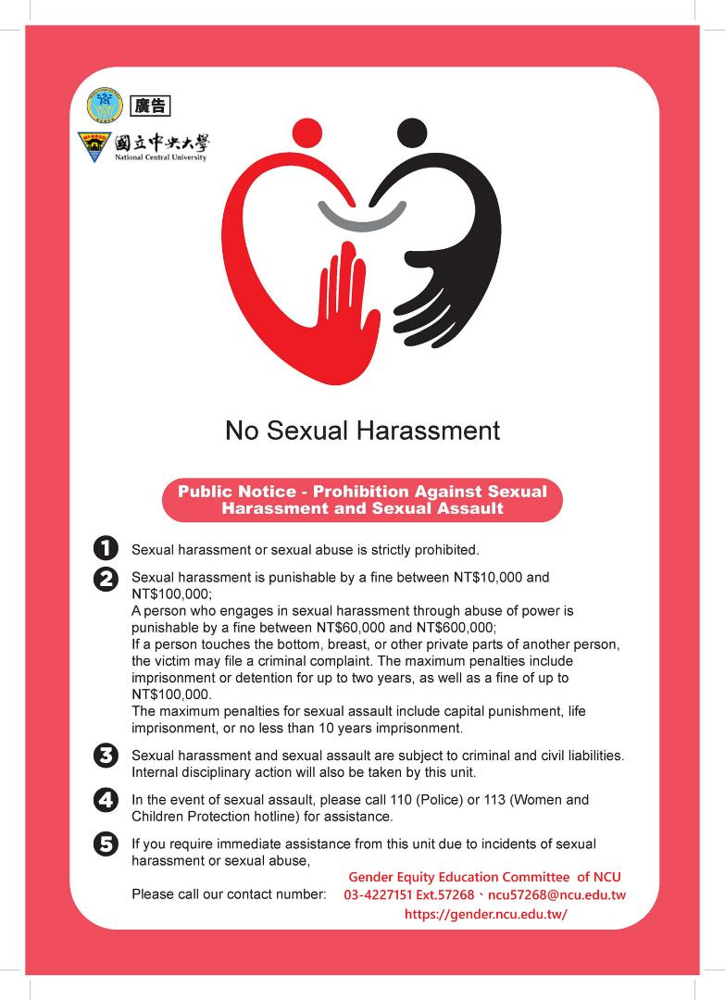 廣告
國立中央大學
National Central University
No Sexual Harassment
Public Notice - Prohibition Against Sexual
Harassment and Sexual Assault
1 Sexual harassment or sexual abuse is strictly prohibited.
2 Sexual harassment is punishable by a fine between NT$10,000 and
NT$100,000;
A person who engages in sexual harassment through abuse of power is
punishable by a fine between NT$60,000 and NT$600,000;
If a person touches the bottom, breast, or other private parts of another person,
the victim may file a criminal complaint. The maximum penalties include
imprisonment or detention for up to two years, as well as a fine of up to
NT$100,000.
The maximum penalties for sexual assault include capital punishment, life
imprisonment, or no less than 10 years imprisonment.
3 Sexual harassment and sexual assault are subject to criminal and civil liabilities.
Internal disciplinary action will also be taken by this unit.
4 In the event of sexual assault, please call 110 (Police) or 113 (Women and
Children Protection hotline) for assistance.
5 If you require immediate assistance from this unit due to incidents of sexual
harassment or sexual abuse,
Gender Equity Education Committee of NCU
Please call our contact number: 03-4227151 Ext.57268、ncu57268@ncu.edu.tw
https://gender.ncu.edu.tw/